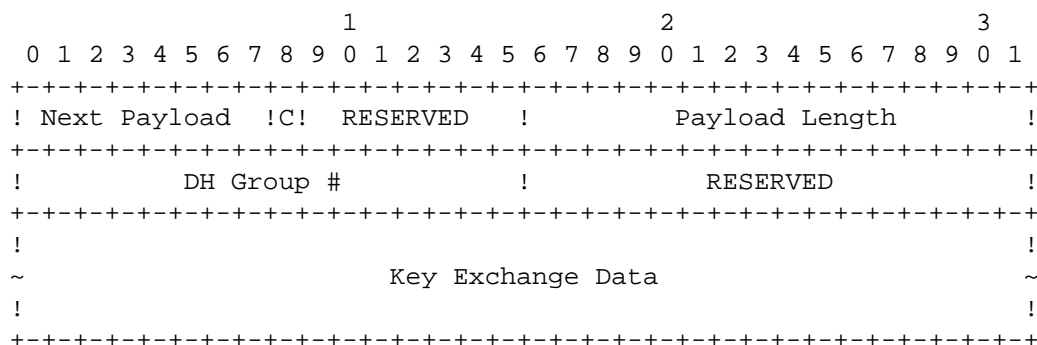 1                   2                   3
 0 1 2 3 4 5 6 7 8 9 0 1 2 3 4 5 6 7 8 9 0 1 2 3 4 5 6 7 8 9 0 1
+-+-+-+-+-+-+-+-+-+-+-+-+-+-+-+-+-+-+-+-+-+-+-+-+-+-+-+-+-+-+-+-+
! Next Payload  !C!  RESERVED   !         Payload Length        !
+-+-+-+-+-+-+-+-+-+-+-+-+-+-+-+-+-+-+-+-+-+-+-+-+-+-+-+-+-+-+-+-+
!          DH Group #           !           RESERVED            !
+-+-+-+-+-+-+-+-+-+-+-+-+-+-+-+-+-+-+-+-+-+-+-+-+-+-+-+-+-+-+-+-+
!                                                               !
~                       Key Exchange Data                       ~
!                                                               !
+-+-+-+-+-+-+-+-+-+-+-+-+-+-+-+-+-+-+-+-+-+-+-+-+-+-+-+-+-+-+-+-+